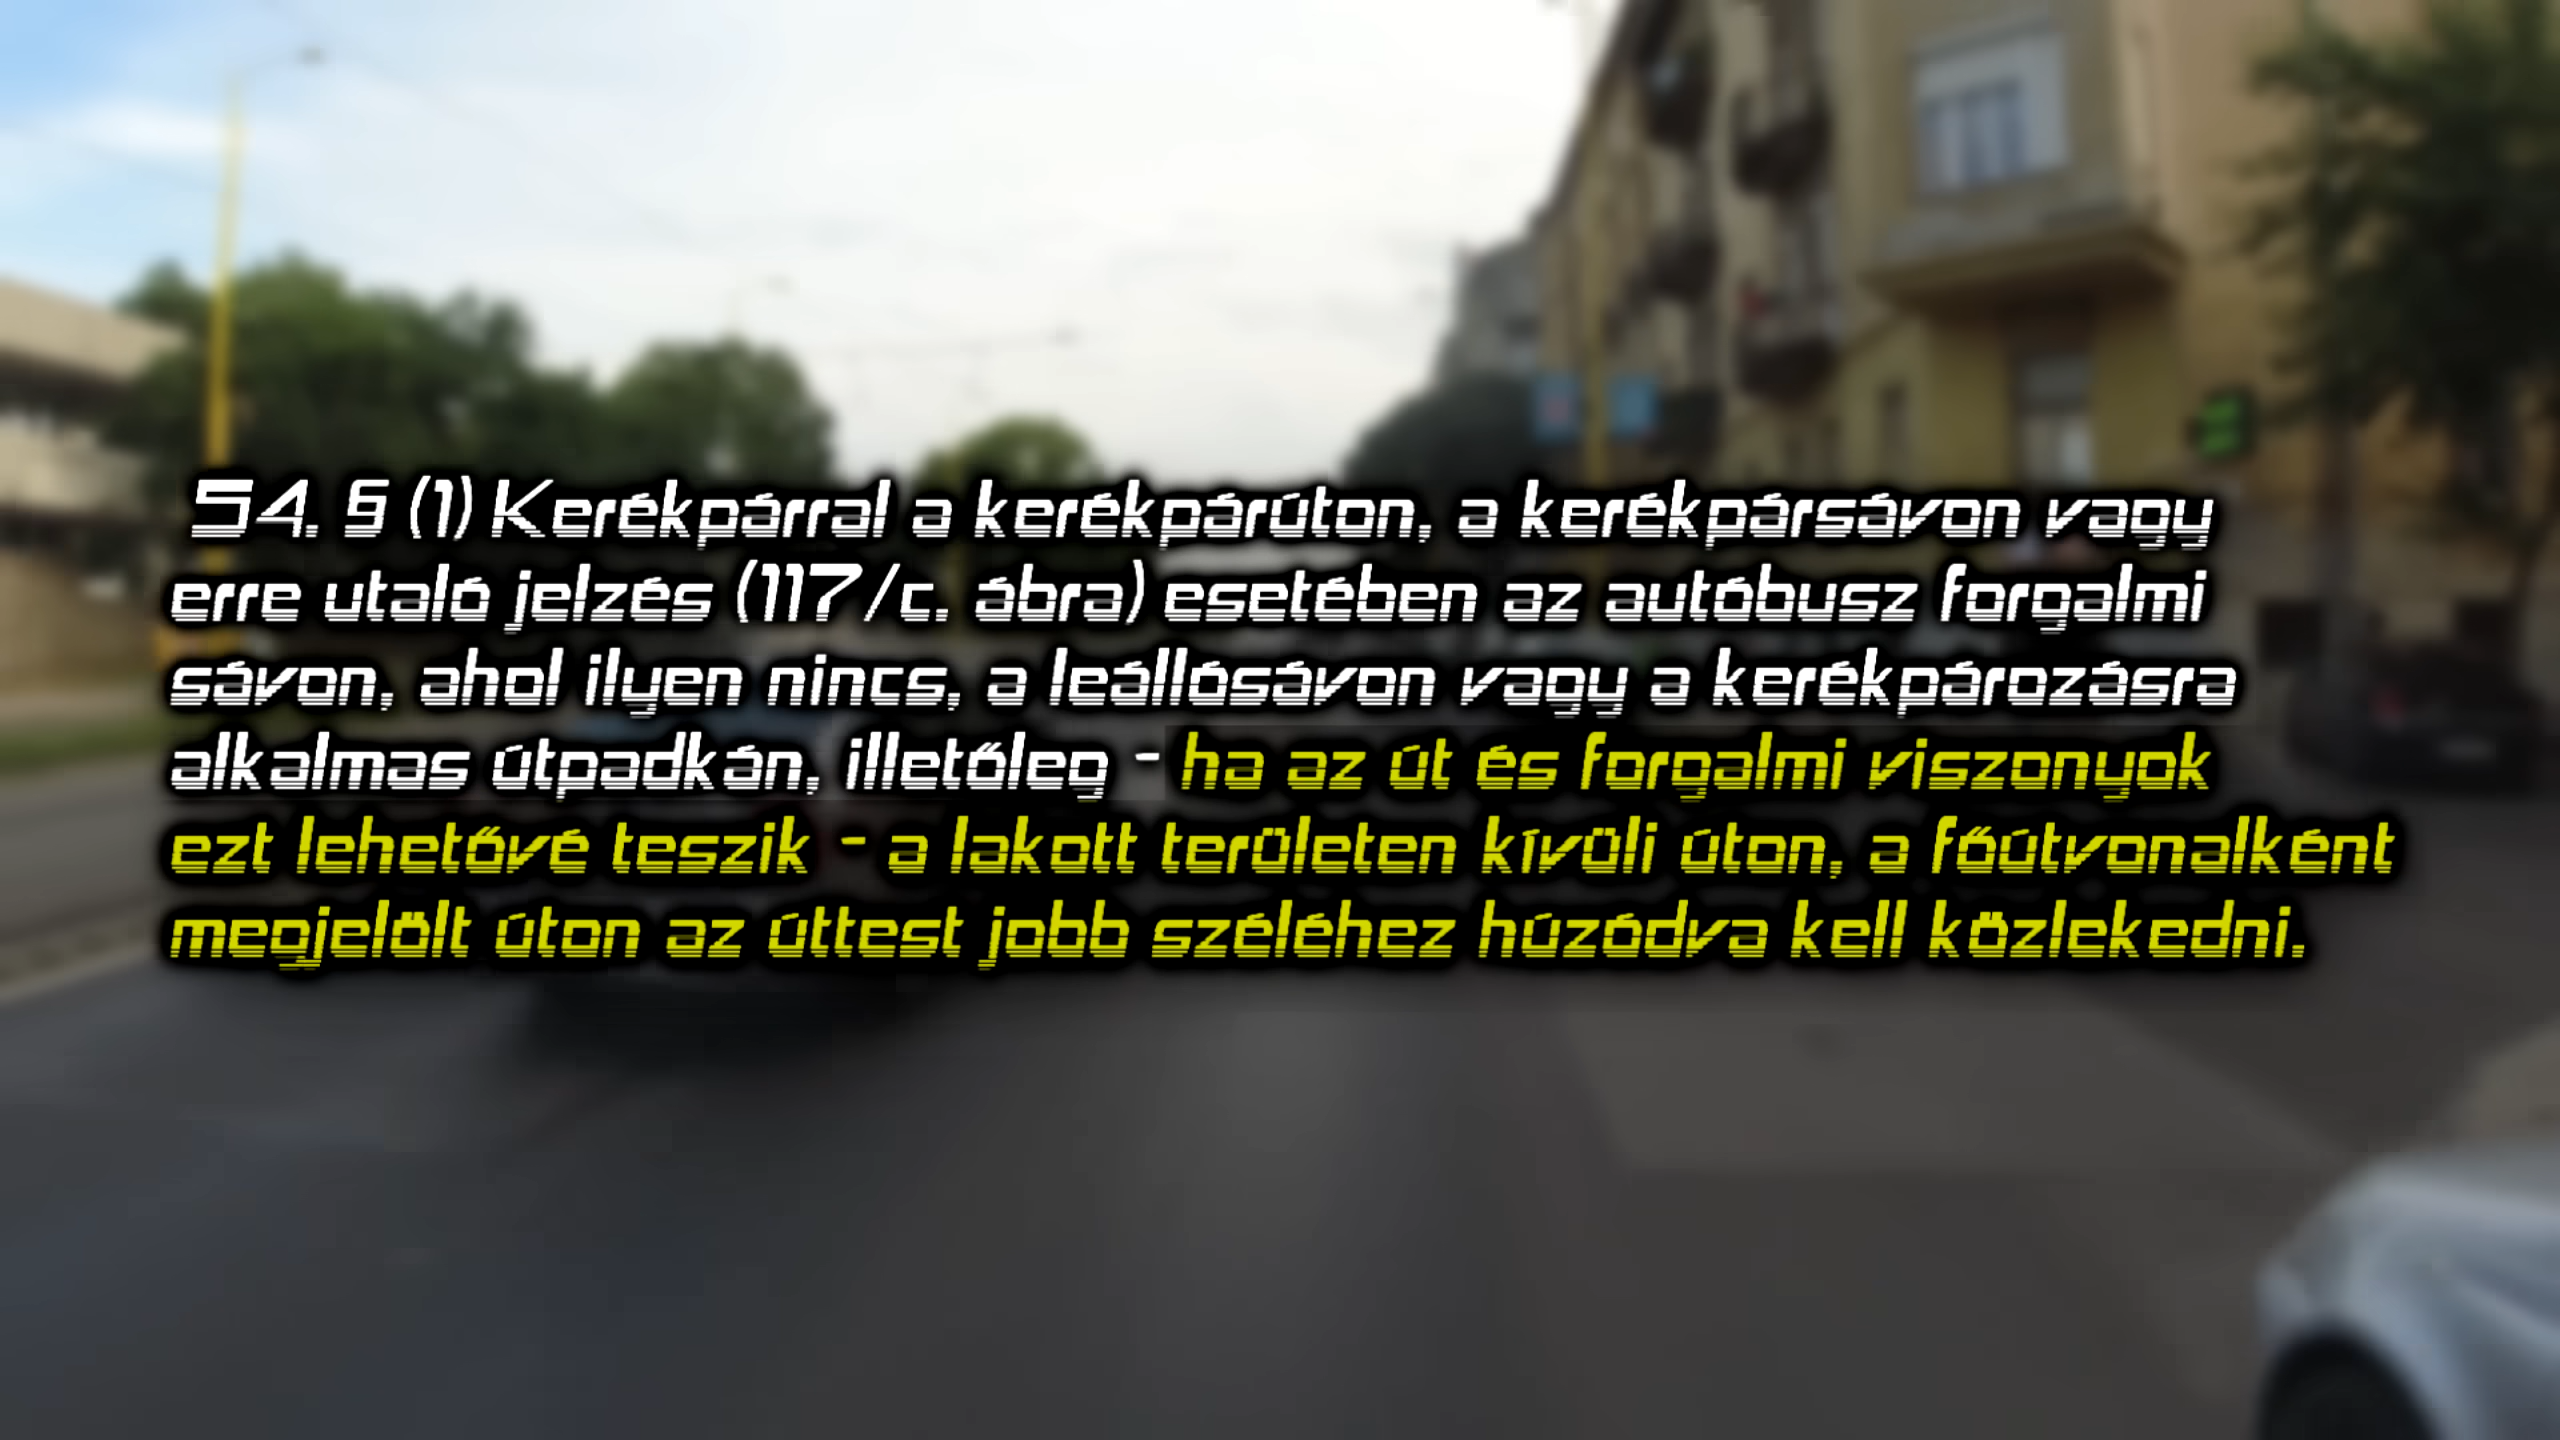 54. § (1) Kerékpárral a kerékpárúton, a kerékpársávon vagy
erre utaló jelzés (117/c. ábra) esetében az autóbusz forgalmi
sávon, ahol ilyen nincs, a leállósávon vagy a kerékpározásra
alkalmas útpadkán, illetőleg - ha az út és forgalmi viszonyok
ezt lehetővé teszik - a lakott területen kívüli úton, a főútvonalként
megjelölt úton az úttest jobb széléhez húzódva kell közlekedni.